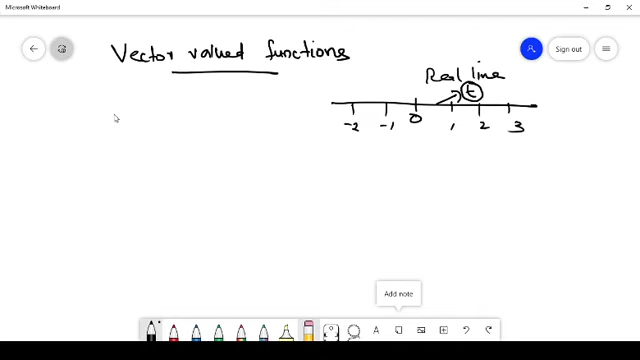 Microsoft Whiteboard
Sign out
Vector valued functions
Real line
t
-2 -1 0 1 2 3
Add note